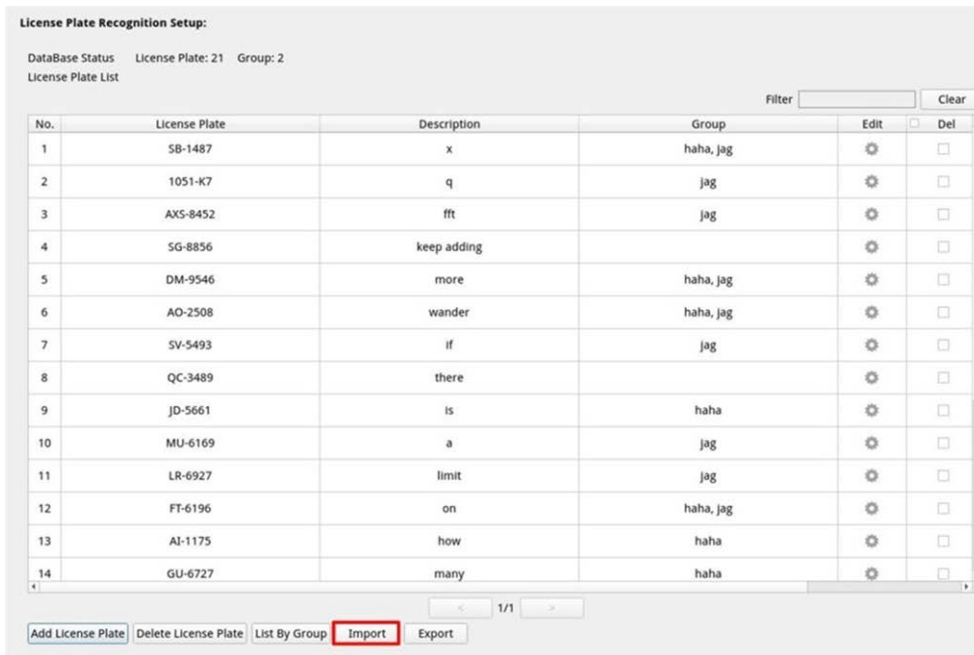 License Plate Recognition Setup:
DataBase Status License Plate: 21 Group: 2
License Plate List
Filter Clear
No. License Plate Description Group Edit Del
1 SB-1487 x haha, jag
2 1051-K7 q jag
3 AXS-8452 fft jag
4 SG-8856 keep adding
5 DM-9546 more haha, jag
6 AO-2508 wander haha, jag
7 SV-5493 if jag
8 QC-3489 there
9 JD-5661 is haha
10 MU-6169 a jag
11 LR-6927 limit jag
12 FT-6196 on haha, jag
13 AI-1175 how haha
14 GU-6727 many haha
< 1/1 >
Add License Plate Delete License Plate List By Group Import Export